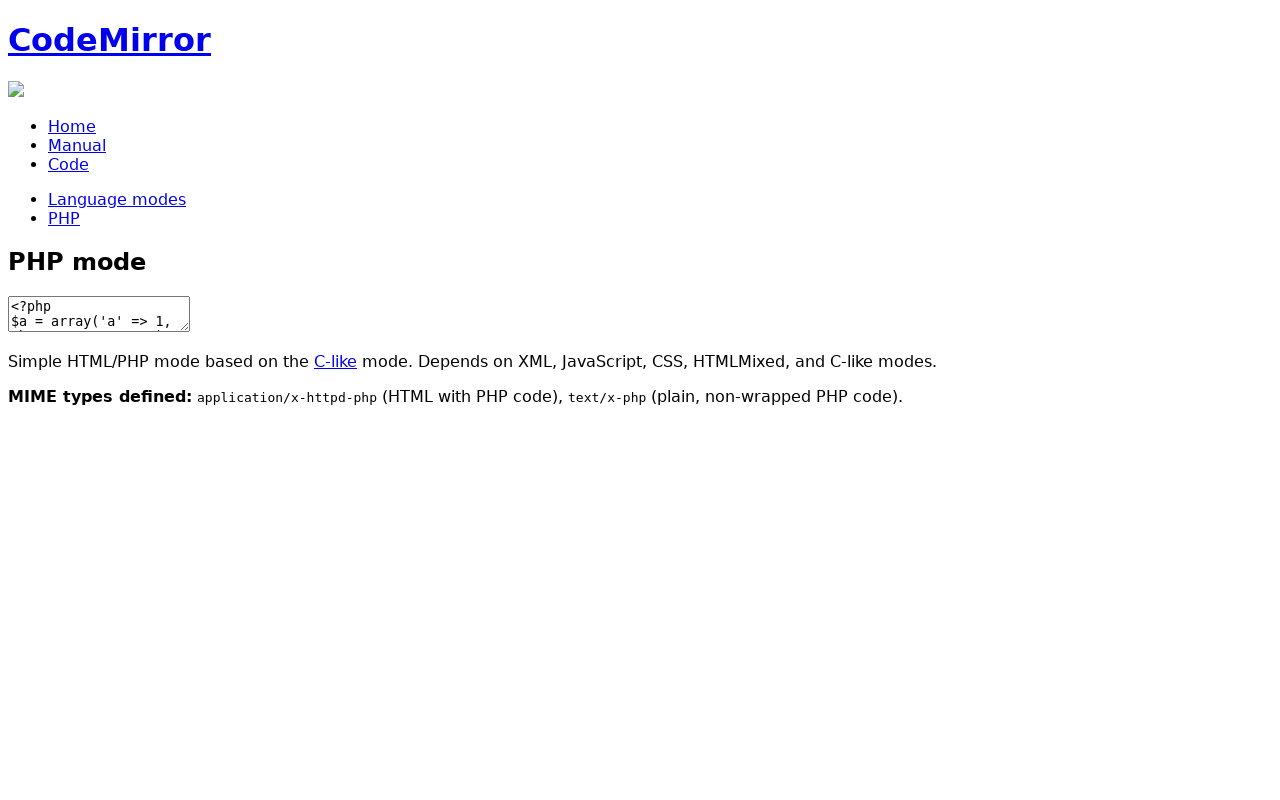 CodeMirror
Home
Manual
Code
Language modes
PHP
PHP mode
<?php
$a = array('a' => 1,
Simple HTML/PHP mode based on the C-like mode. Depends on XML, JavaScript, CSS, HTMLMixed, and C-like modes.
MIME types defined: application/x-httpd-php (HTML with PHP code), text/x-php (plain, non-wrapped PHP code).